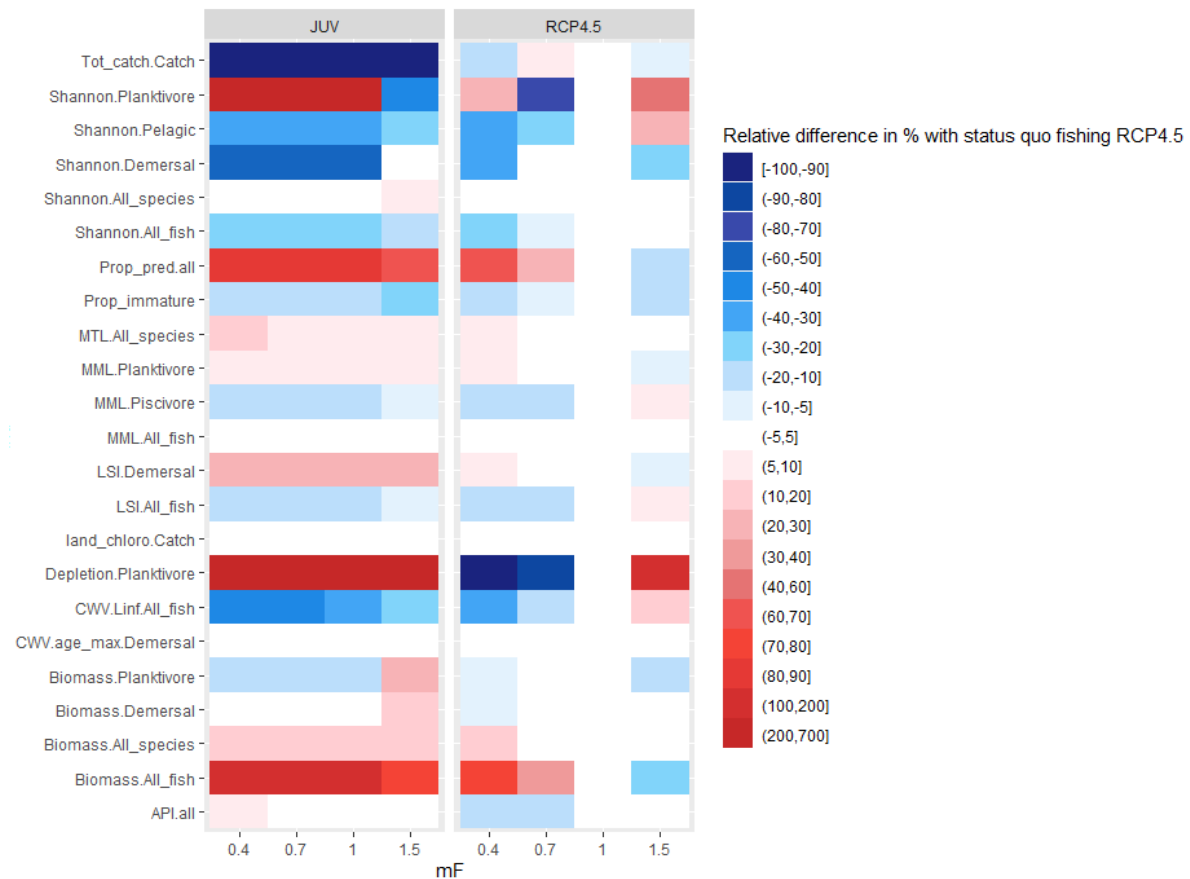 JUV RCP4.5
Tot_catch.Catch
Shannon.Planktivore
Shannon.Pelagic
Shannon.Demersal
Shannon.All_species
Shannon.All_fish
Prop_pred.all
Prop_immature
MTL.All_species
MML.Planktivore
MML.Piscivore
MML.All_fish
LSI.Demersal
LSI.All_fish
land_chloro.Catch
Depletion.Planktivore
CWV.Linf.All_fish
CWV.age_max.Demersal
Biomass.Planktivore
Biomass.Demersal
Biomass.All_species
Biomass.All_fish
API.all
0.4 0.7 1 1.5 0.4 0.7 1 1.5
mF
Relative difference in % with status quo fishing RCP4.5
[-100,-90]
(-90,-80]
(-80,-70]
(-60,-50]
(-50,-40]
(-40,-30]
(-30,-20]
(-20,-10]
(-10,-5]
(-5,5]
(5,10]
(10,20]
(20,30]
(30,40]
(40,60]
(60,70]
(70,80]
(80,90]
(100,200]
(200,700]